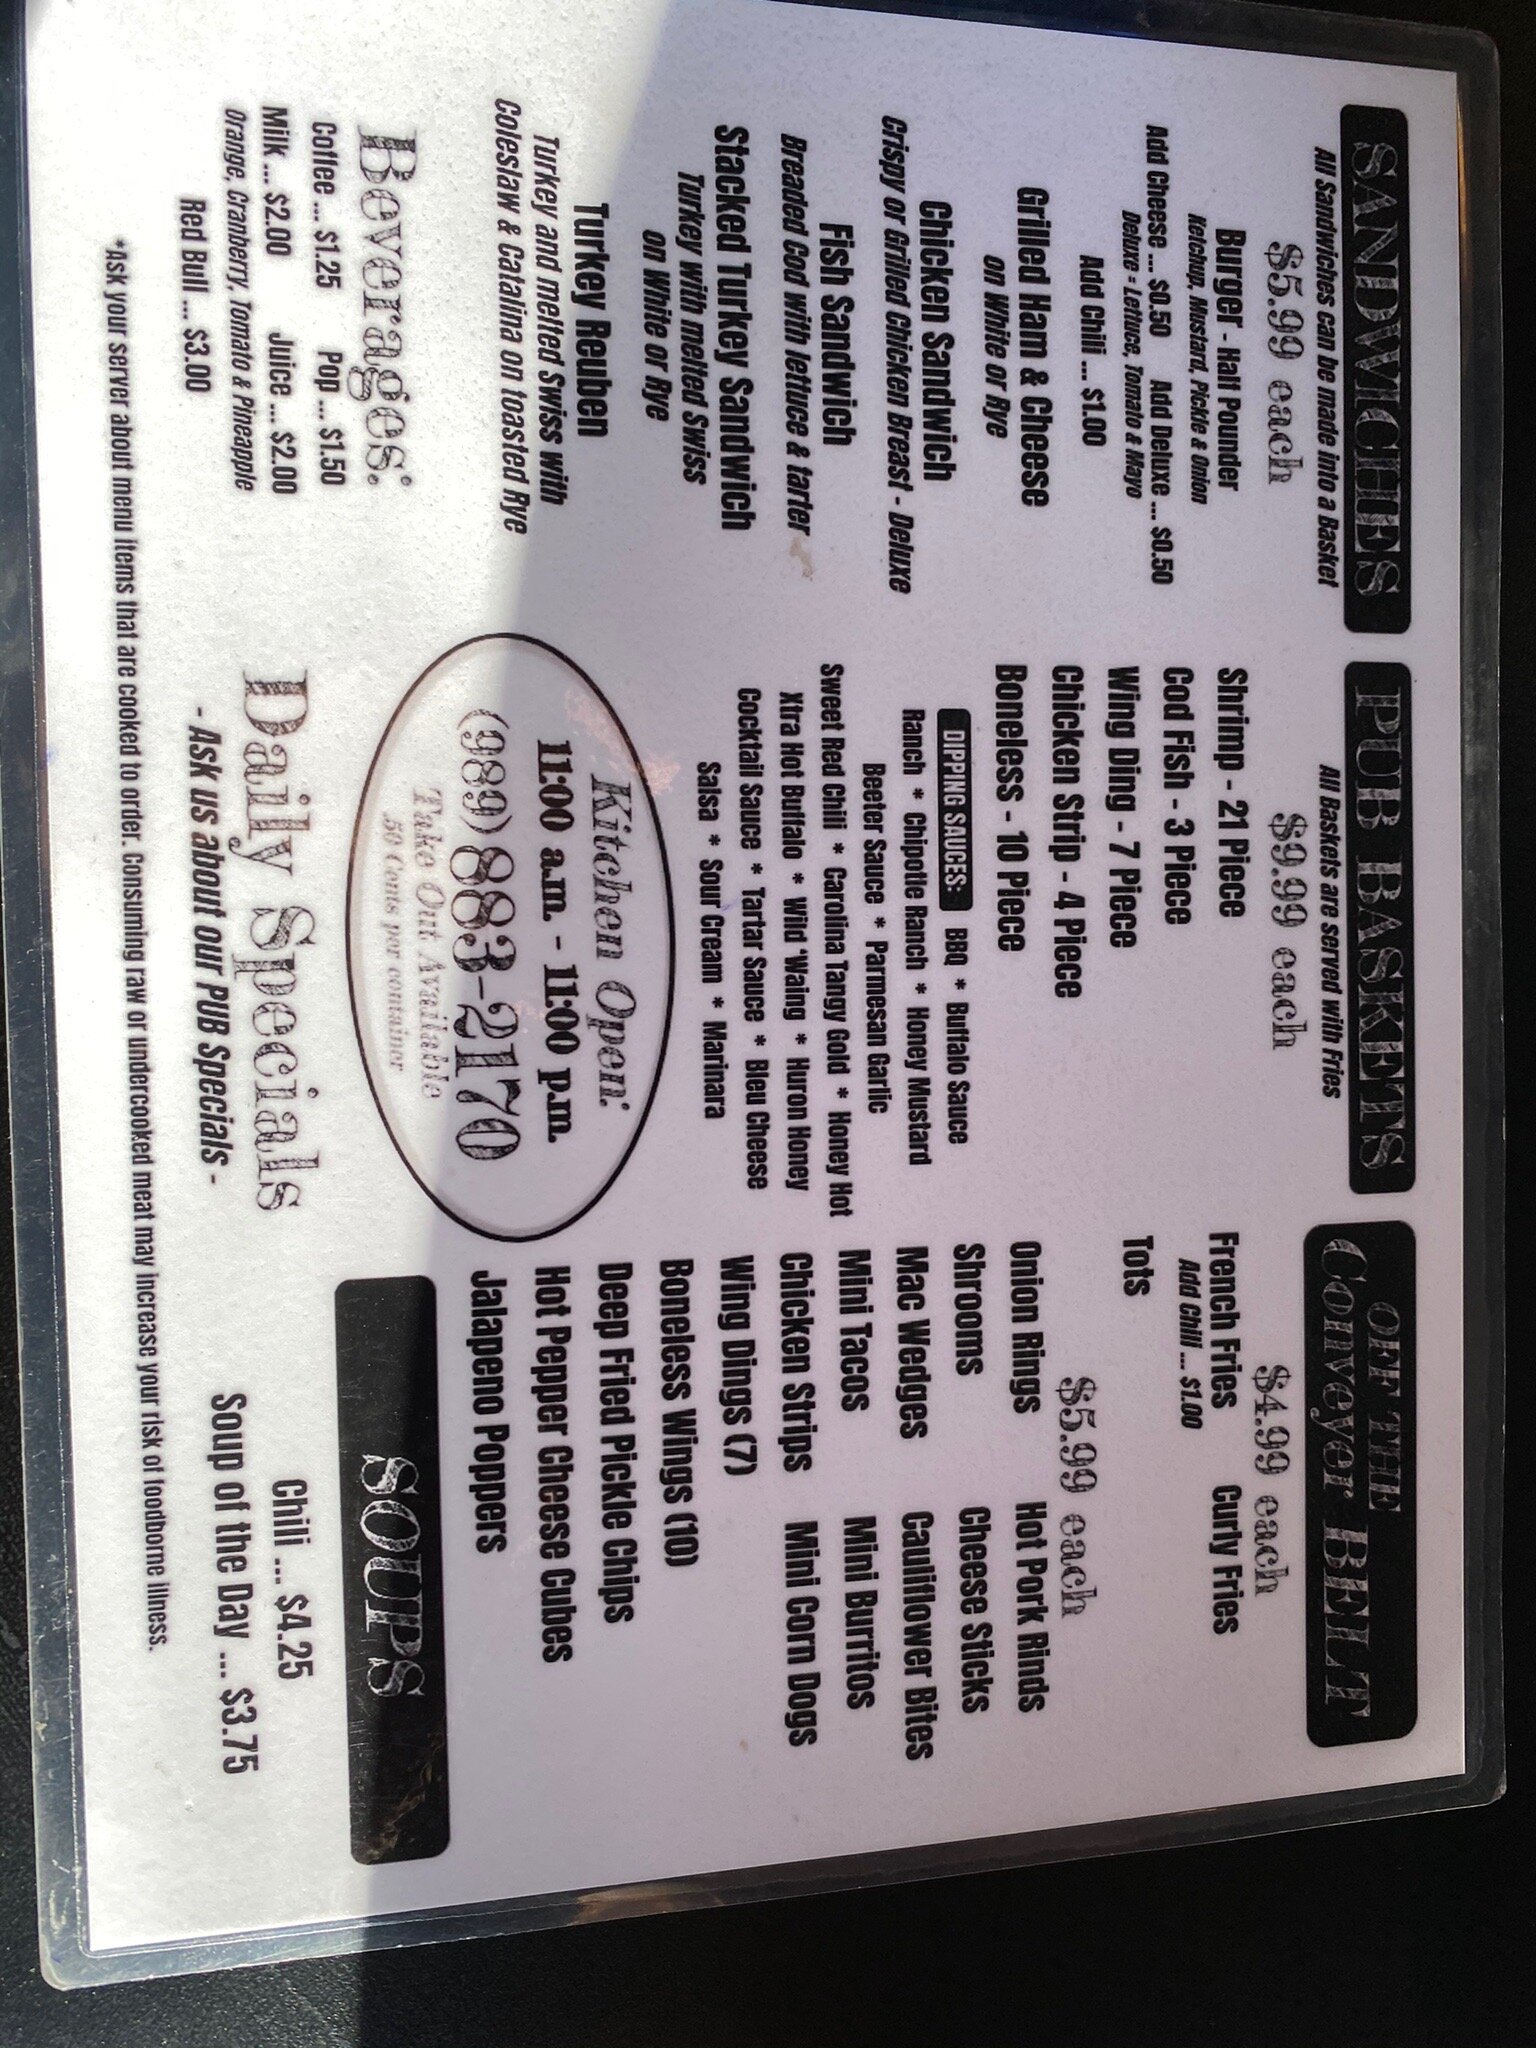 SANDWICHES
All Sandwiches can be made into a Basket
$5.99 each
Burger - Half Pounder
Ketchup, Mustard, Pickle & Onion
Add Cheese ... $0.50 Add Deluxe ... $0.50
Deluxe = Lettuce, Tomato & Mayo
Add Chili ... $1.00
Grilled Ham & Cheese
on White or Rye
Chicken Sandwich
Crispy or Grilled Chicken Breast - Deluxe
Fish Sandwich
Breaded Cod with lettuce & tarter
Stacked Turkey Sandwich
Turkey with melted Swiss
on White or Rye
Turkey Reuben
Turkey and melted Swiss with
Coleslaw & Catalina on toasted Rye
Beverages:
Coffee ... $1.25 Pop ... $1.50
Milk ... $2.00 Juice ... $2.00
Orange, Cranberry, Tomato & Pineapple
Red Bull ... $3.00
PUB BASKETS
All Baskets are served with Fries
$9.99 each
Shrimp - 21 Piece
Cod Fish - 3 Piece
Wing Ding - 7 Piece
Chicken Strip - 4 Piece
Boneless - 10 Piece
DIPPING SAUCES: BBQ * Buffalo Sauce
Ranch * Chipotle Ranch * Honey Mustard
Beeter Sauce * Parmesan Garlic
Sweet Red Chili * Carolina Tangy Gold * Honey Hot
Xtra Hot Buffalo * Wild 'Waing * Huron Honey
Cocktail Sauce * Tartar Sauce * Bleu Cheese
Salsa * Sour Cream * Marinara
Kitchen Open:
11:00 a.m. - 11:00 p.m.
(989) 883-2170
Take Out Available
50 Cents per container
Daily Specials
- Ask us about our PUB Specials -
OFF THE
Conveyer BELT
$4.99 each
French Fries Curly Fries
Add Chili ... $1.00
Tots
$5.99 each
Onion Rings Hot Pork Rinds
Shrooms Cheese Sticks
Mac Wedges Cauliflower Bites
Mini Tacos Mini Burritos
Chicken Strips Mini Corn Dogs
Wing Dings (7)
Boneless Wings (10)
Deep Fried Pickle Chips
Hot Pepper Cheese Cubes
Jalapeno Poppers
SOUPS
Chili ... $4.25
Soup of the Day ... $3.75
*Ask your server about menu items that are cooked to order. Consuming raw or undercooked meat may increase your risk of foodborne illness.